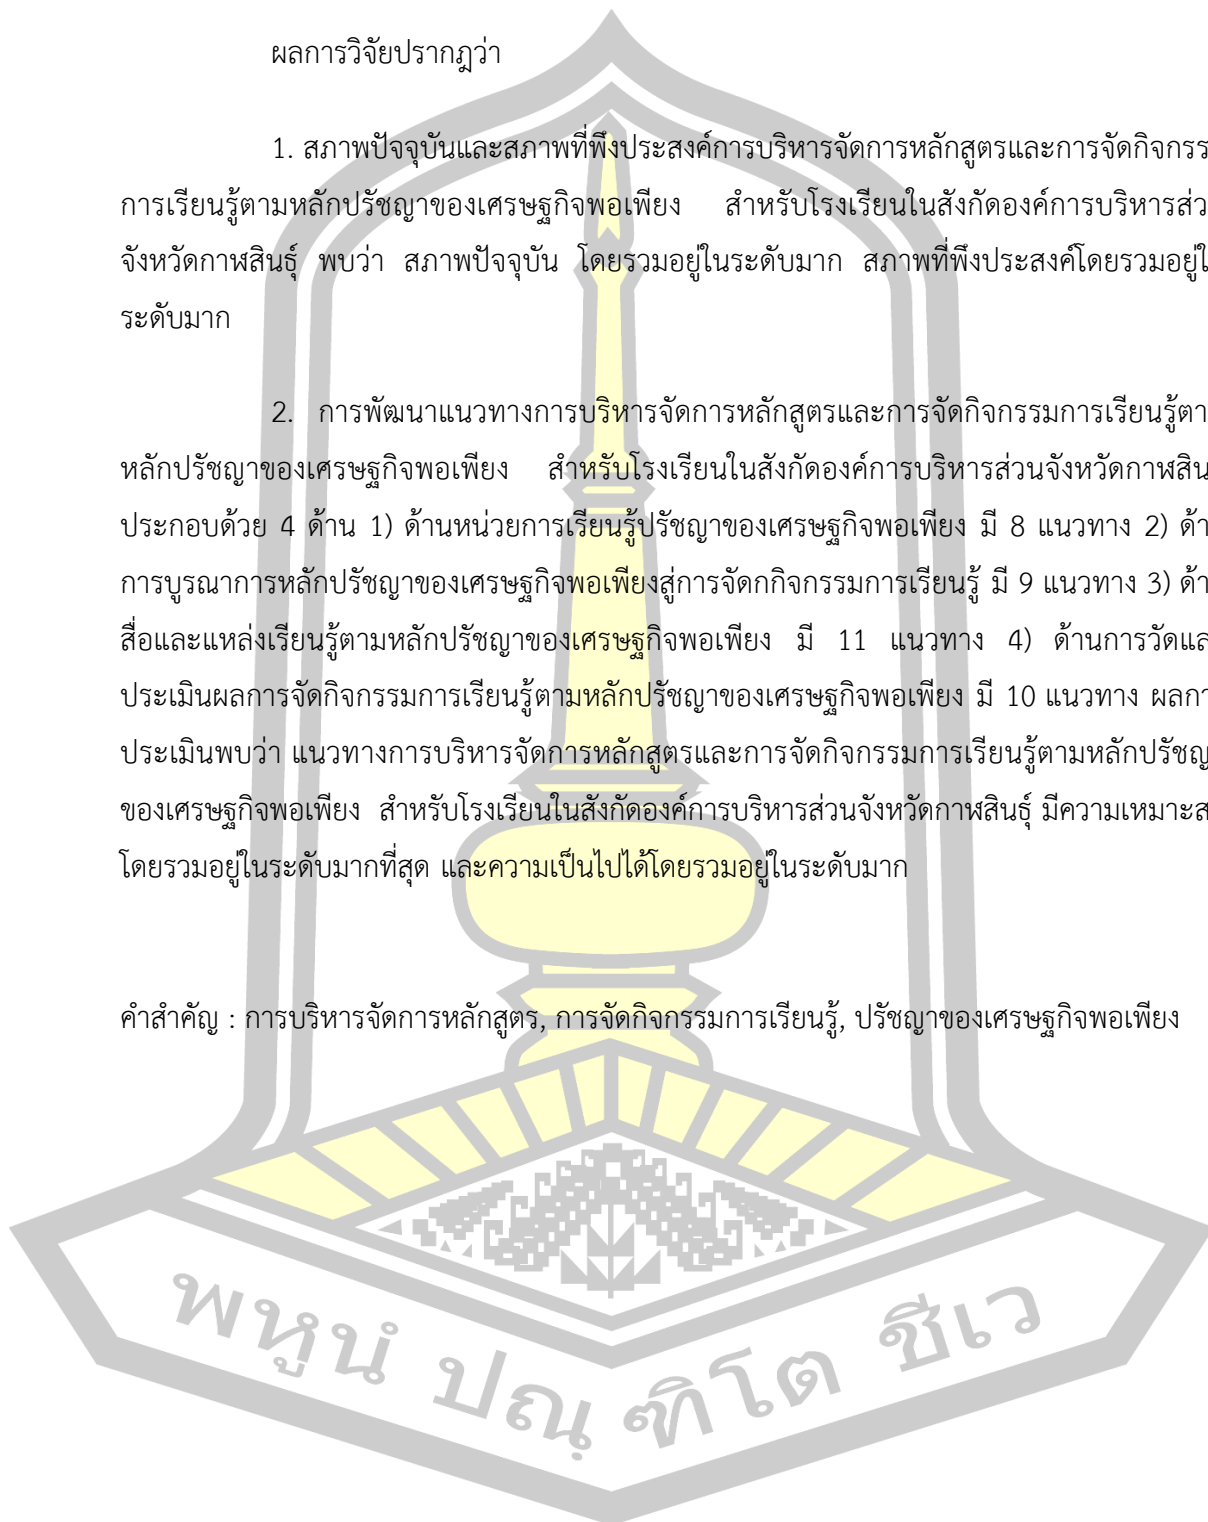 ผลการวิจัยปรากฏว่า
1. สภาพปัจจุบันและสภาพที่พึงประสงค์การบริหารจัดการหลักสูตรและการจัดกิจกรร
การเรียนรู้ตามหลักปรัชญาของเศรษฐกิจพอเพียง สำหรับโรงเรียนในสังกัดองค์การบริหารส่ว
จังหวัดกาฬสินธุ์ พบว่า สภาพปัจจุบัน โดยรวมอยู่ในระดับมาก สภาพที่พึงประสงค์โดยรวมอยู่ใ
ระดับมาก
2. การพัฒนาแนวทางการบริหารจัดการหลักสูตรและการจัดกิจกรรมการเรียนรู้ตา
หลักปรัชญาของเศรษฐกิจพอเพียง สำหรับโรงเรียนในสังกัดองค์การบริหารส่วนจังหวัดกาฬสิน
ประกอบด้วย 4 ด้าน 1) ด้านหน่วยการเรียนรู้ปรัชญาของเศรษฐกิจพอเพียง มี 8 แนวทาง 2) ด้า
การบูรณาการหลักปรัชญาของเศรษฐกิจพอเพียงสู่การจัดกกิจกรรมการเรียนรู้ มี 9 แนวทาง 3) ด้า
สื่อและแหล่งเรียนรู้ตามหลักปรัชญาของเศรษฐกิจพอเพียง มี 11 แนวทาง 4) ด้านการวัดแล
ประเมินผลการจัดกิจกรรมการเรียนรู้ตามหลักปรัชญาของเศรษฐกิจพอเพียง มี 10 แนวทาง ผลกา
ประเมินพบว่า แนวทางการบริหารจัดการหลักสูตรและการจัดกิจกรรมการเรียนรู้ตามหลักปรัชญ
ของเศรษฐกิจพอเพียง สำหรับโรงเรียนในสังกัดองค์การบริหารส่วนจังหวัดกาฬสินธุ์ มีความเหมาะส
โดยรวมอยู่ในระดับมากที่สุด และความเป็นไปได้โดยรวมอยู่ในระดับมาก
คำสำคัญ : การบริหารจัดการหลักสูตร, การจัดกิจกรรมการเรียนรู้, ปรัชญาของเศรษฐกิจพอเพียง
พหูนํ ปณฺฑิโต ชีเว